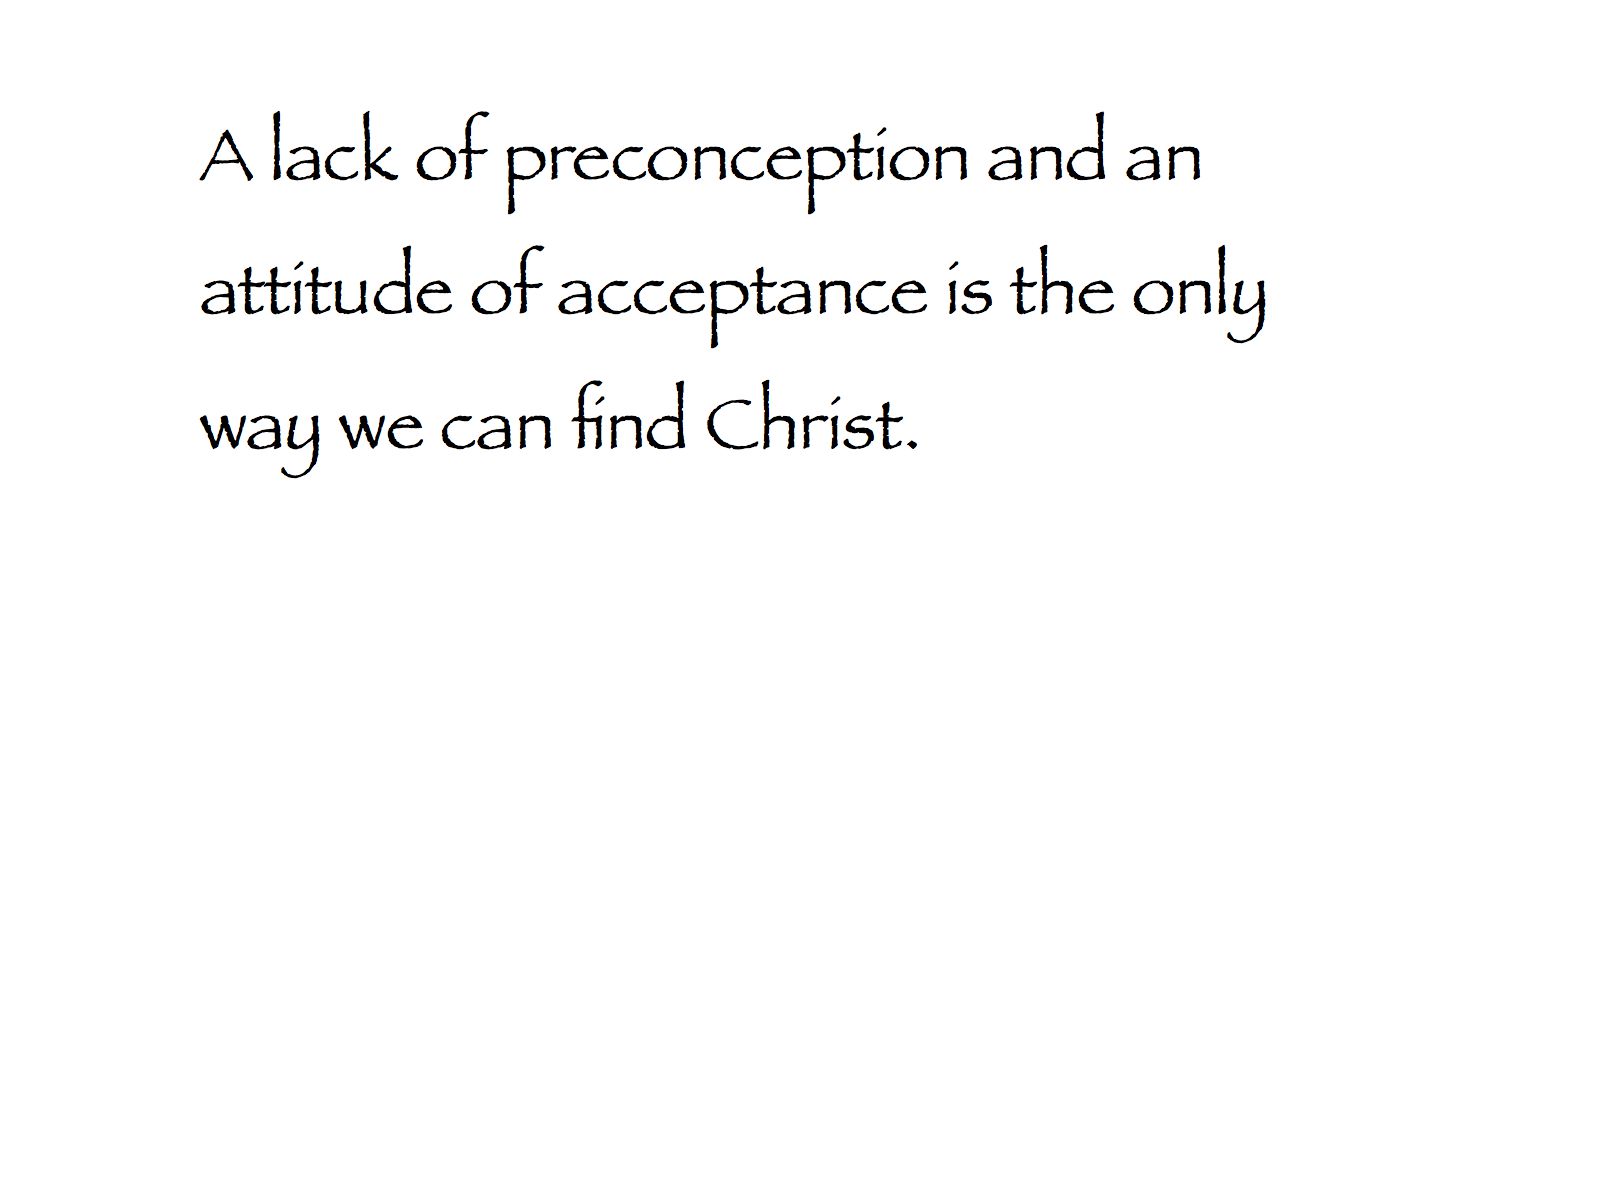 A lack of preconception and an
attitude of acceptance is the only
way we can find Christ.